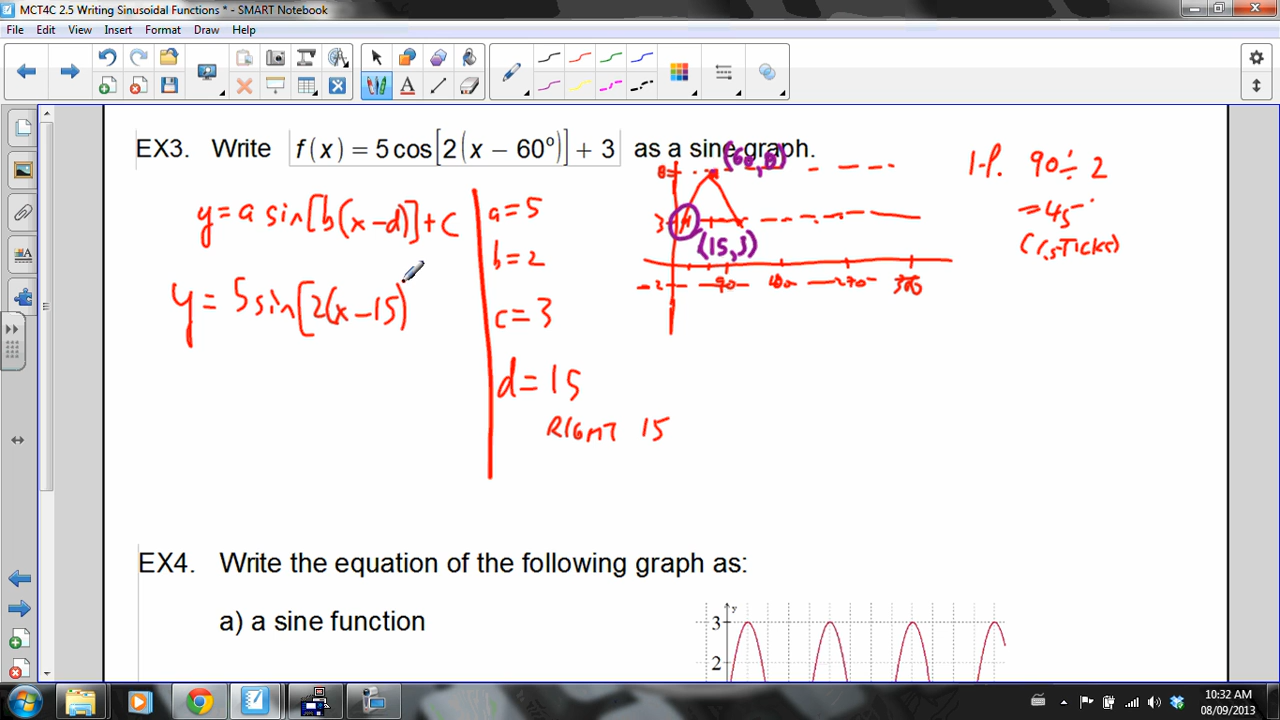 MCT4C 2.5 Writing Sinusoidal Functions * - SMART Notebook
File Edit View Insert Format Draw Help
EX3. Write f(x) = 5 cos[2(x − 60°)] + 3 as a sine graph.
y = a sin[b(x-d)] + c
y = 5 sin[2(x-15)
a = 5
b = 2
c = 3
d = 15
RIGHT 15
8
(60, 8)
3
(15, 3)
-2
90
180
270
360
1-P. 90 ÷ 2
= 45
(1.5 Ticks)
EX4. Write the equation of the following graph as:
a) a sine function
y
3
2
10:32 AM
08/09/2013